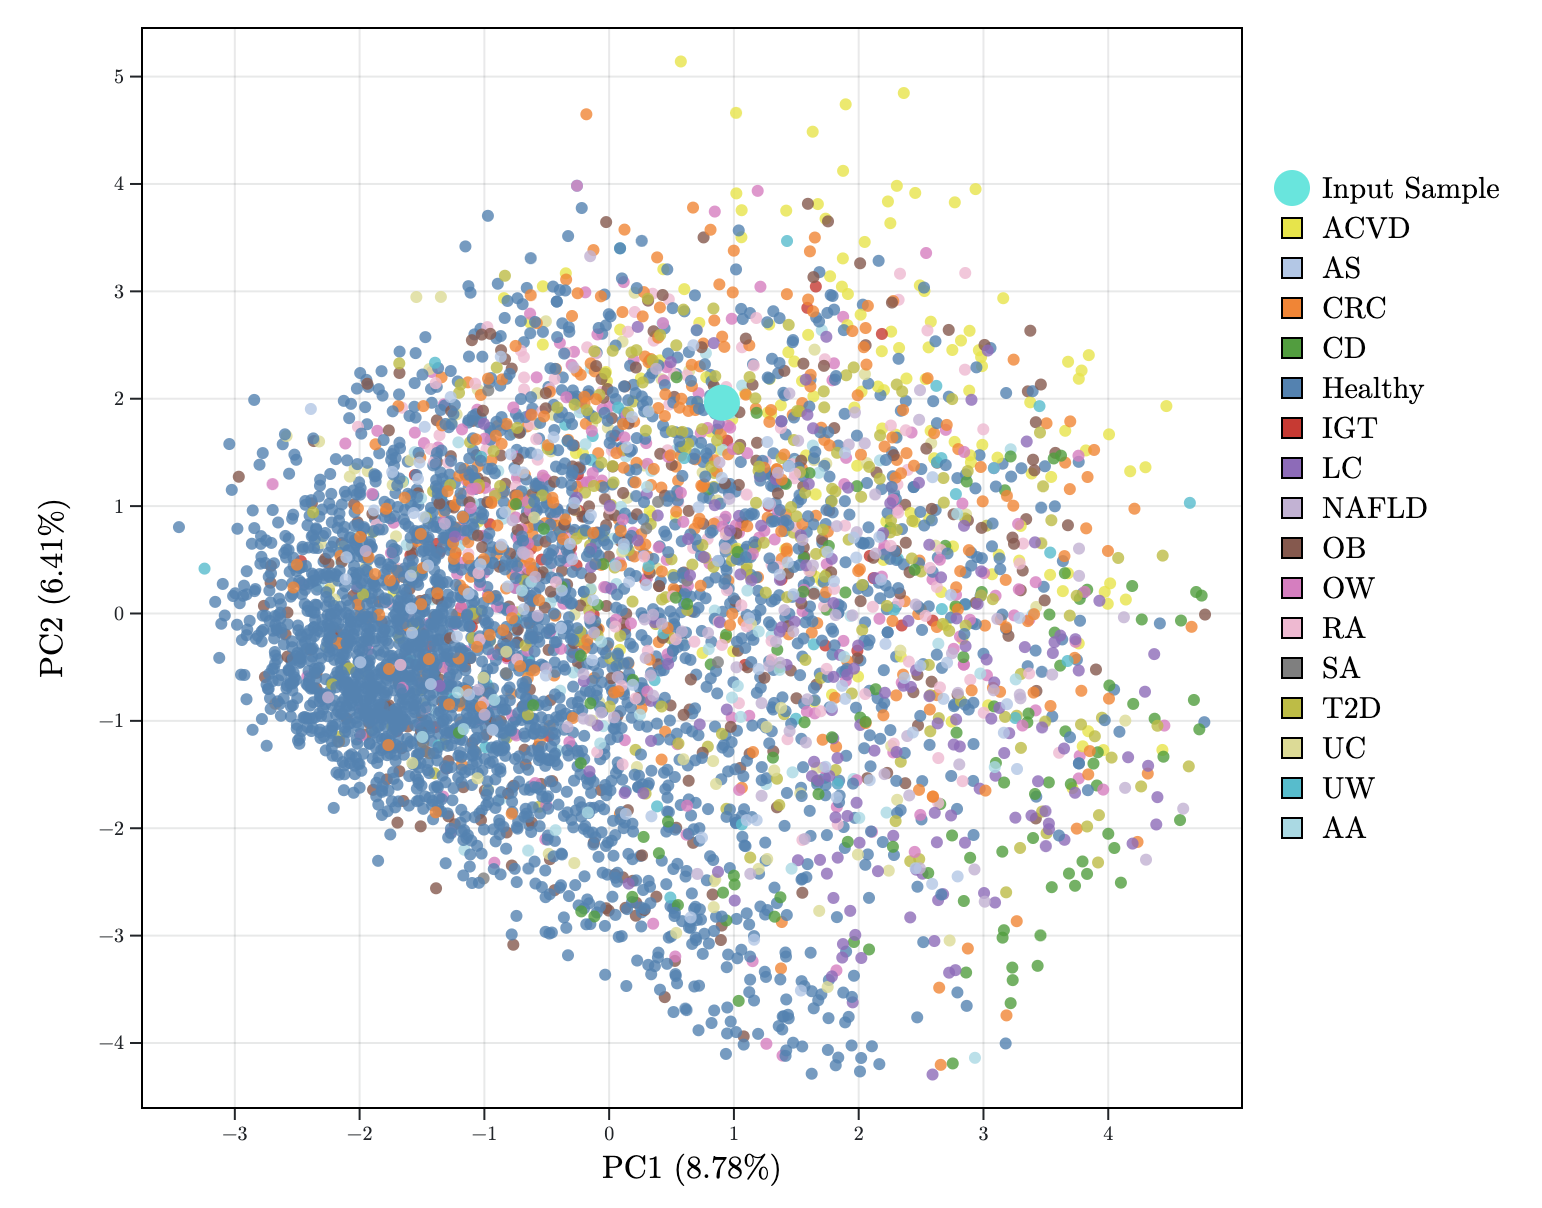 5
4
3
2
1
0
−1
−2
−3
−4
PC2 (6.41%)
−3 −2 −1 0 1 2 3 4
PC1 (8.78%)
Input Sample
ACVD
AS
CRC
CD
Healthy
IGT
LC
NAFLD
OB
OW
RA
SA
T2D
UC
UW
AA